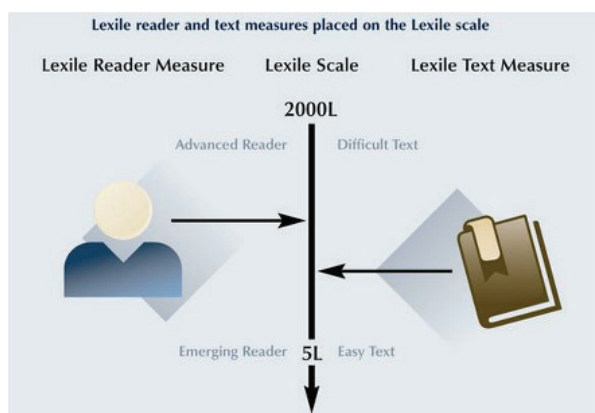 Lexile reader and text measures placed on the Lexile scale
Lexile Reader Measure Lexile Scale Lexile Text Measure
2000L
Advanced Reader Difficult Text
Emerging Reader 5L Easy Text